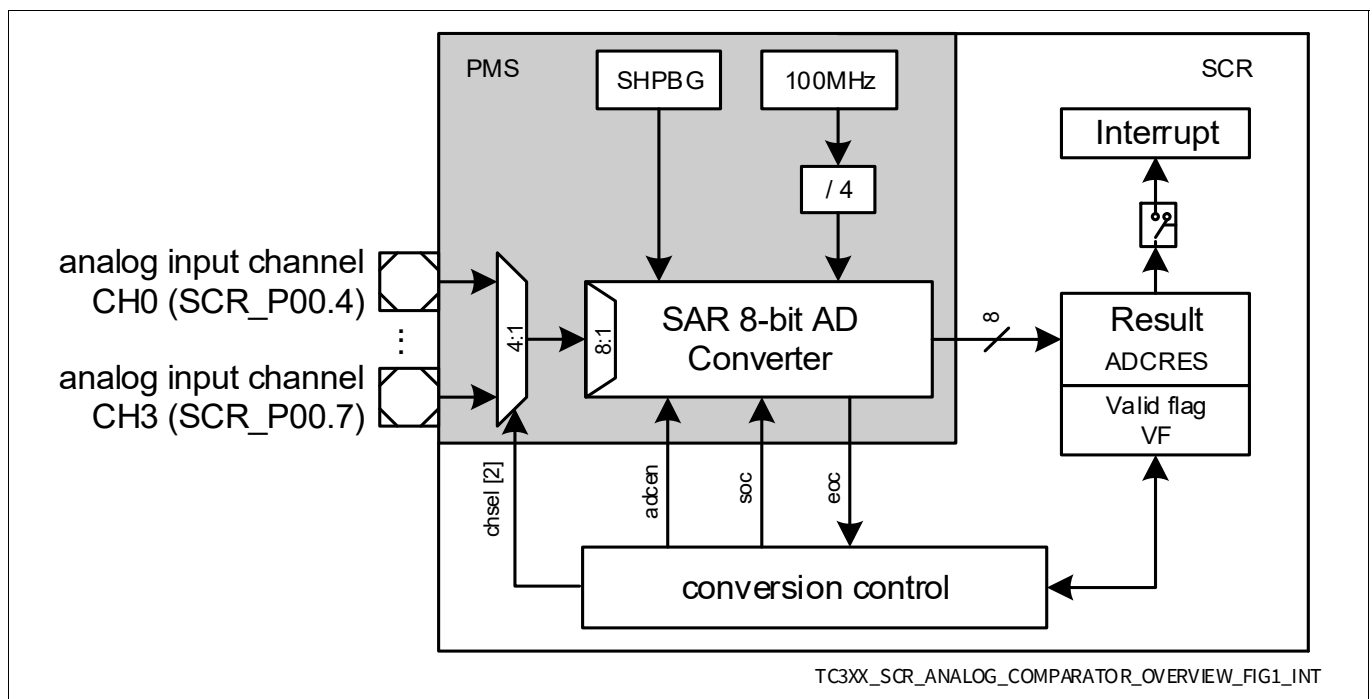 PMS
SCR
SHPBG
100MHz
Interrupt
/ 4
analog input channel
CH0 (SCR_P00.4)
⋮
analog input channel
CH3 (SCR_P00.7)
4:1
8:1
SAR 8-bit AD
Converter
8
Result
ADCRES
Valid flag
VF
chsel [2]
adcen
soc
eoc
conversion control
TC3XX_SCR_ANALOG_COMPARATOR_OVERVIEW_FIG1_INT